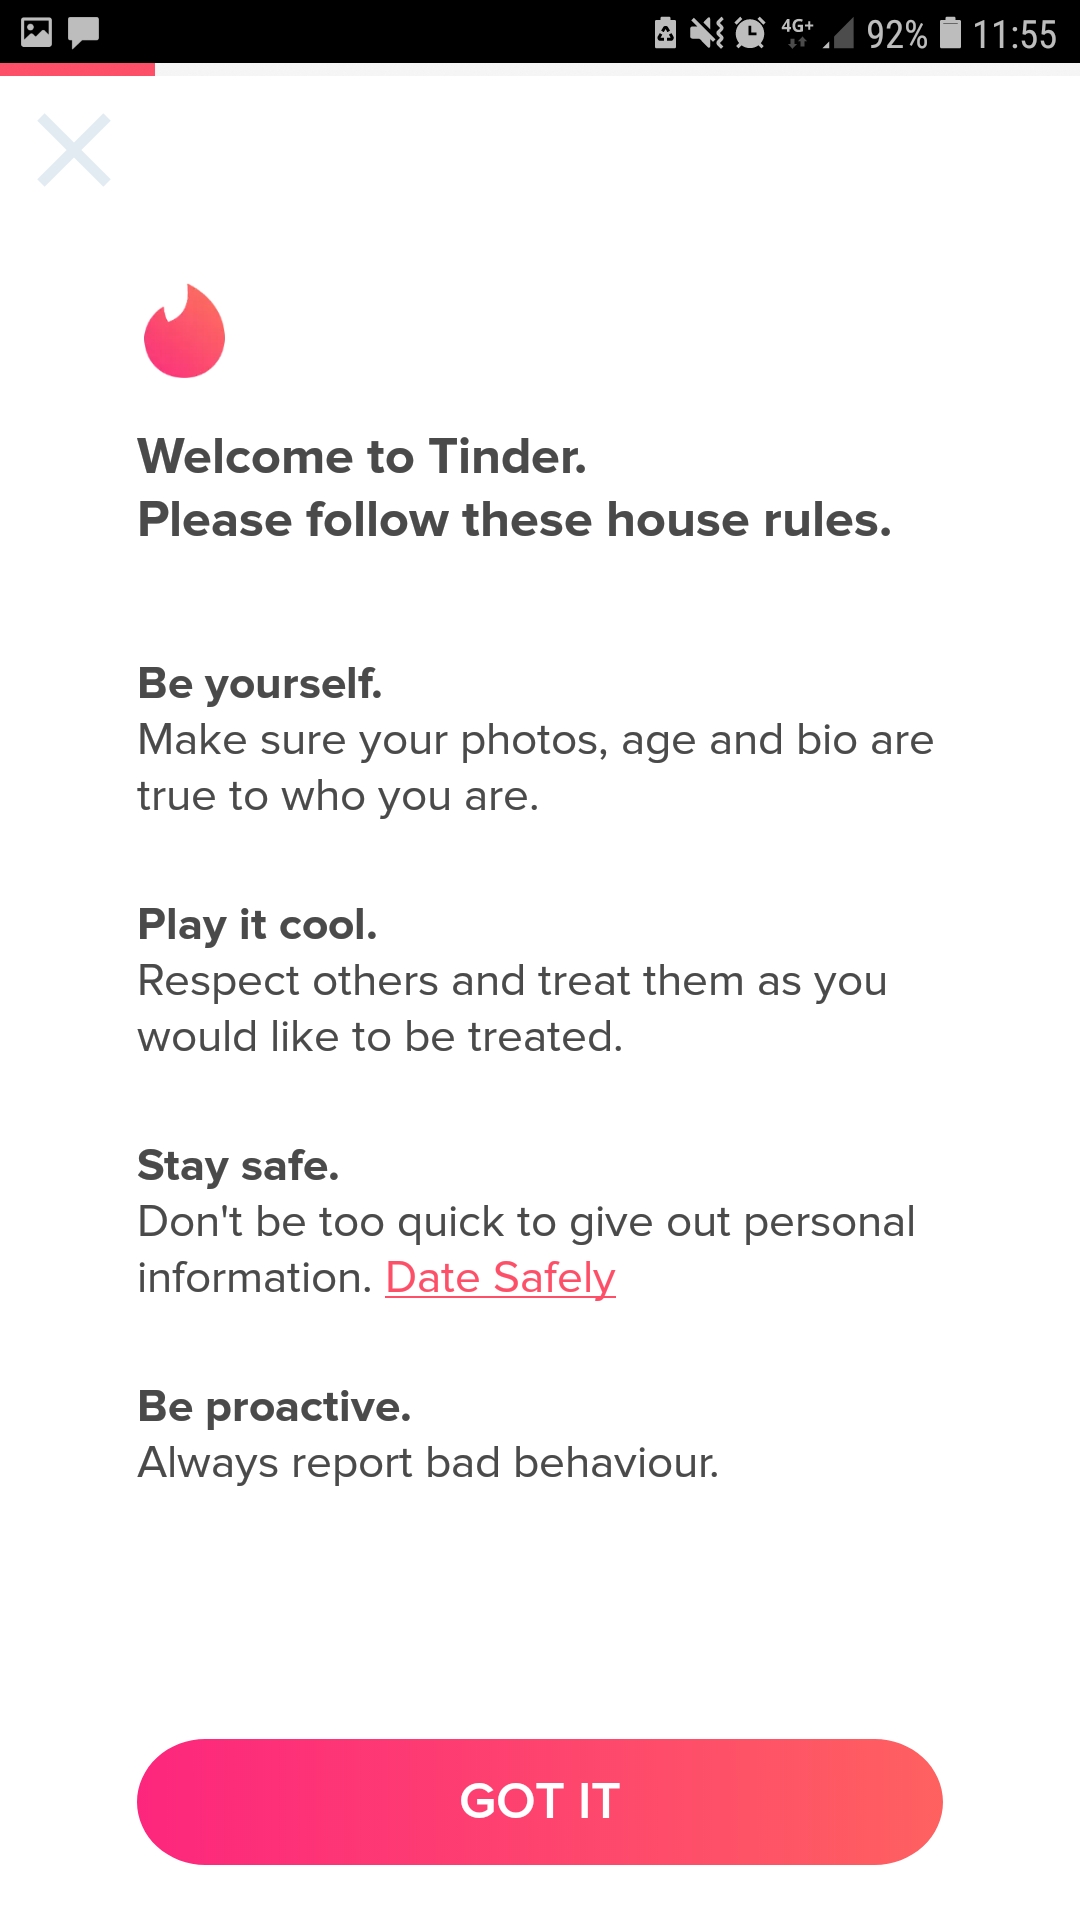 4G+ 92% 11:55
Welcome to Tinder.
Please follow these house rules.
Be yourself.
Make sure your photos, age and bio are
true to who you are.
Play it cool.
Respect others and treat them as you
would like to be treated.
Stay safe.
Don't be too quick to give out personal
information. Date Safely
Be proactive.
Always report bad behaviour.
GOT IT